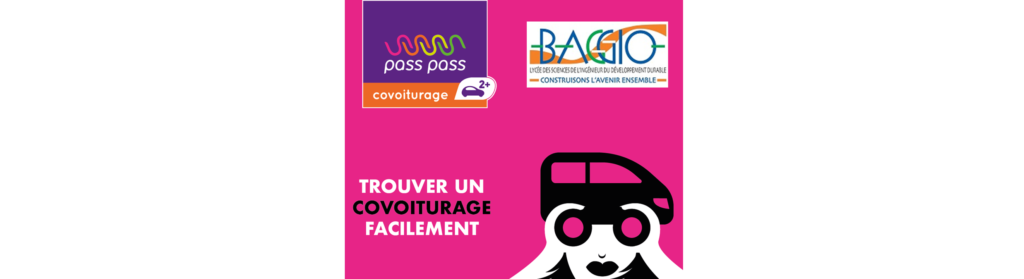 pass pass
covoiturage
2+
BAGGIO
LYCÉE DES SCIENCES DE L'INGÉNIEUR DU DÉVELOPPEMENT DURABLE
CONSTRUISONS L'AVENIR ENSEMBLE
TROUVER UN
COVOITURAGE
FACILEMENT